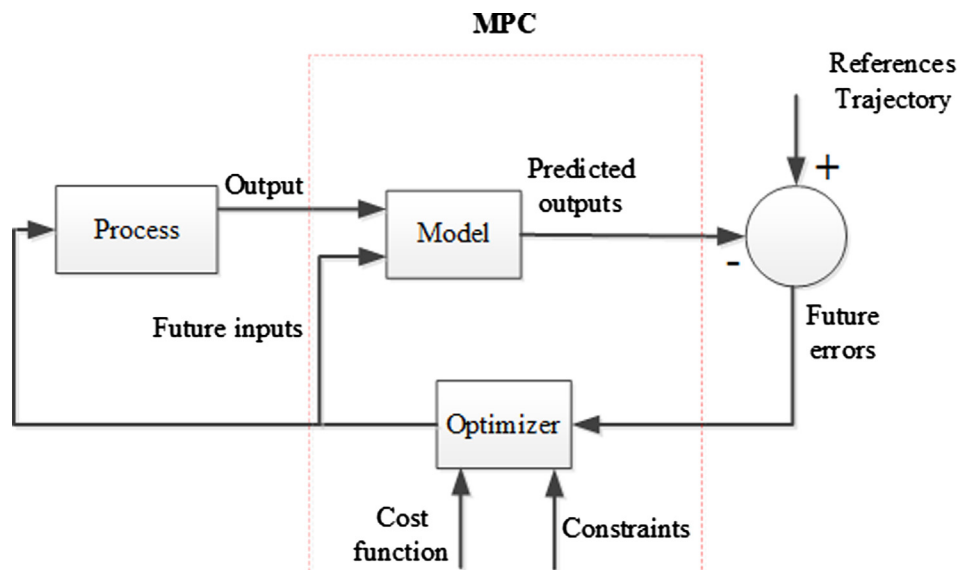 MPC
References
Trajectory
+
Output
Predicted
outputs
Process
Model
-
Future inputs
Future
errors
Optimizer
Cost
function
Constraints